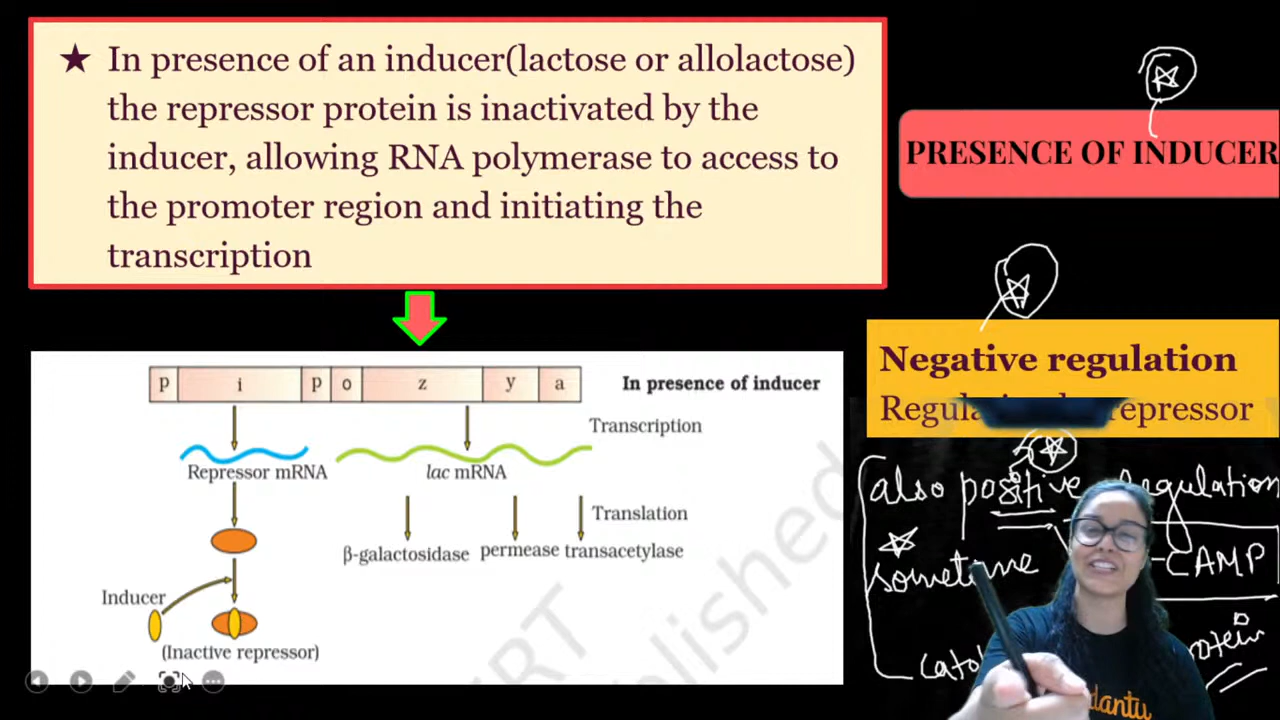 ★ In presence of an inducer(lactose or allolactose)
the repressor protein is inactivated by the
inducer, allowing RNA polymerase to access to
the promoter region and initiating the
transcription
PRESENCE OF INDUCER
Negative regulation
repressor
also positive Regulation
sometime
-CAMP
p i p o z y a
In presence of inducer
Transcription
Repressor mRNA
lac mRNA
Translation
β-galactosidase permease transacetylase
Inducer
(Inactive repressor)